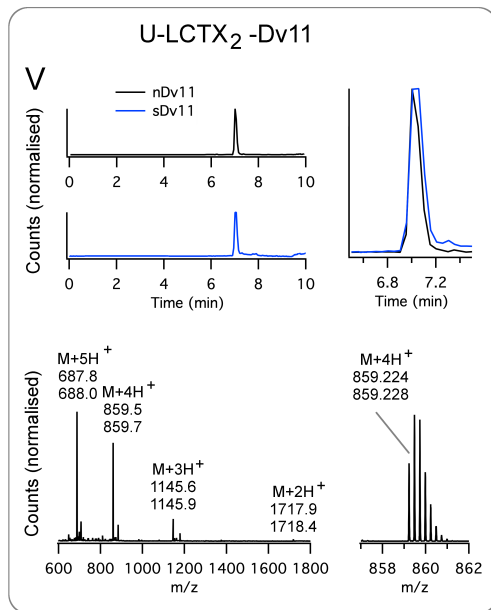 U-LCTX2 -Dv11
V
nDv11
sDv11
Counts (normalised)
0 2 4 6 8 10
0 2 4 6 8 10
Time (min)
6.8 7.2
Time (min)
Counts (normalised)
M+5H+
687.8
688.0
M+4H+
859.5
859.7
M+3H+
1145.6
1145.9
M+2H+
1717.9
1718.4
600 800 1000 1200 1400 1600 1800
m/z
M+4H+
859.224
859.228
858 860 862
m/z